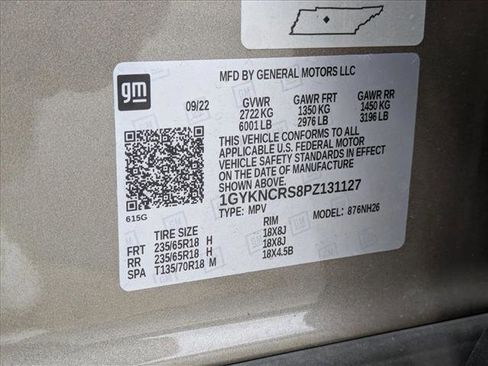 MFD BY GENERAL MOTORS LLC
gm
09/22 GVWR GAWR FRT GAWR RR
2722 KG 1350 KG 1450 KG
6001 LB 2976 LB 3196 LB
THIS VEHICLE CONFORMS TO ALL
APPLICABLE U.S. FEDERAL MOTOR
VEHICLE SAFETY STANDARDS IN EFFECT
ON THE DATE OF MANUFACTURE
SHOWN ABOVE.
1GYKNCRS8PZ131127
615G TYPE: MPV MODEL: 876NH26
TIRE SIZE RIM
FRT 235/65R18 H 18X8J
RR 235/65R18 H 18X8J
SPA T135/70R18 M 18X4.5B